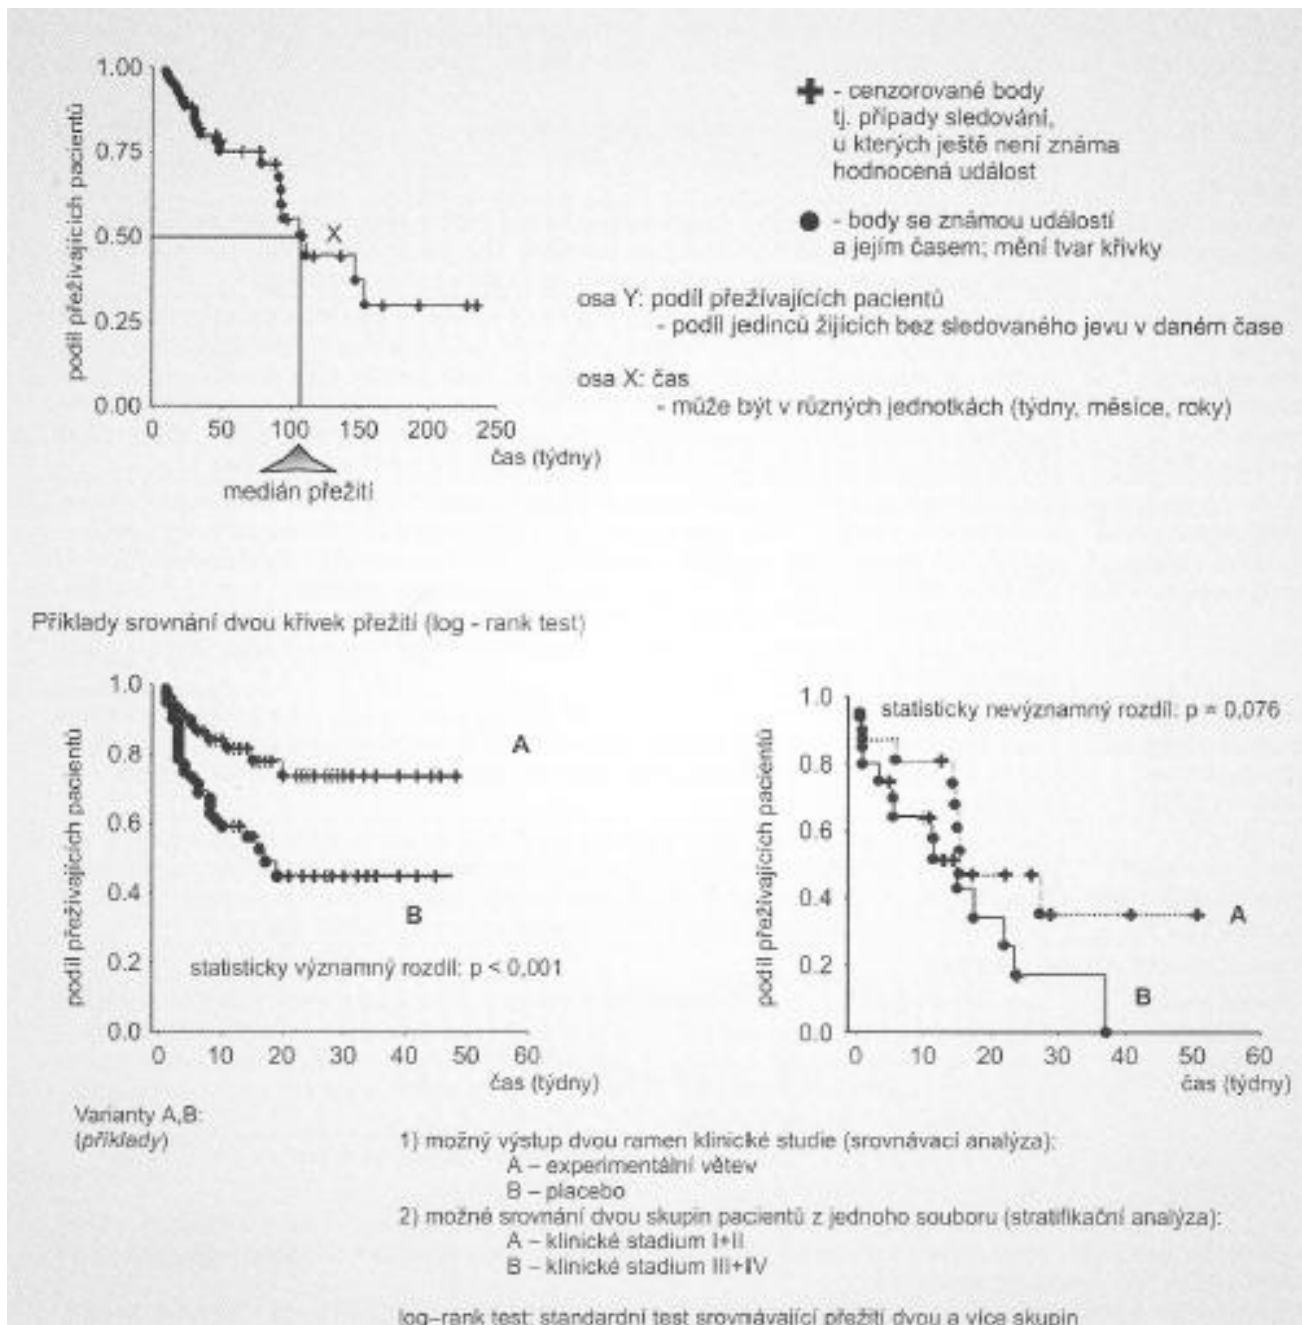 1.00
0.75
0.50
0.25
0.00
podíl přežívajících pacientů
X
0 50 100 150 200 250
čas (týdny)
medián přežití
- cenzorované body
tj. případy sledování,
u kterých ještě není známa
hodnocená událost
- body se známou událostí
a jejím časem; mění tvar křivky
osa Y: podíl přežívajících pacientů
- podíl jedinců žijících bez sledovaného jevu v daném čase
osa X: čas
- může být v různých jednotkách (týdny, měsíce, roky)
Příklady srovnání dvou křivek přežití (log - rank test)
1.0
0.8
0.6
0.4
0.2
0.0
podíl přežívajících pacientů
A
B
statisticky významný rozdíl: p < 0,001
0 10 20 30 40 50 60
čas (týdny)
1.0
0.8
0.6
0.4
0.2
0.0
podíl přežívajících pacientů
statisticky nevýznamný rozdíl: p = 0,076
A
B
0 10 20 30 40 50 60
čas (týdny)
Varianty A,B:
(příklady)
1) možný výstup dvou ramen klinické studie (srovnávací analýza):
A – experimentální větev
B – placebo
2) možné srovnání dvou skupin pacientů z jednoho souboru (stratifikační analýza):
A – klinické stadium I+II
B – klinické stadium III+IV
log–rank test: standardní test srovnávající přežití dvou a více skupin